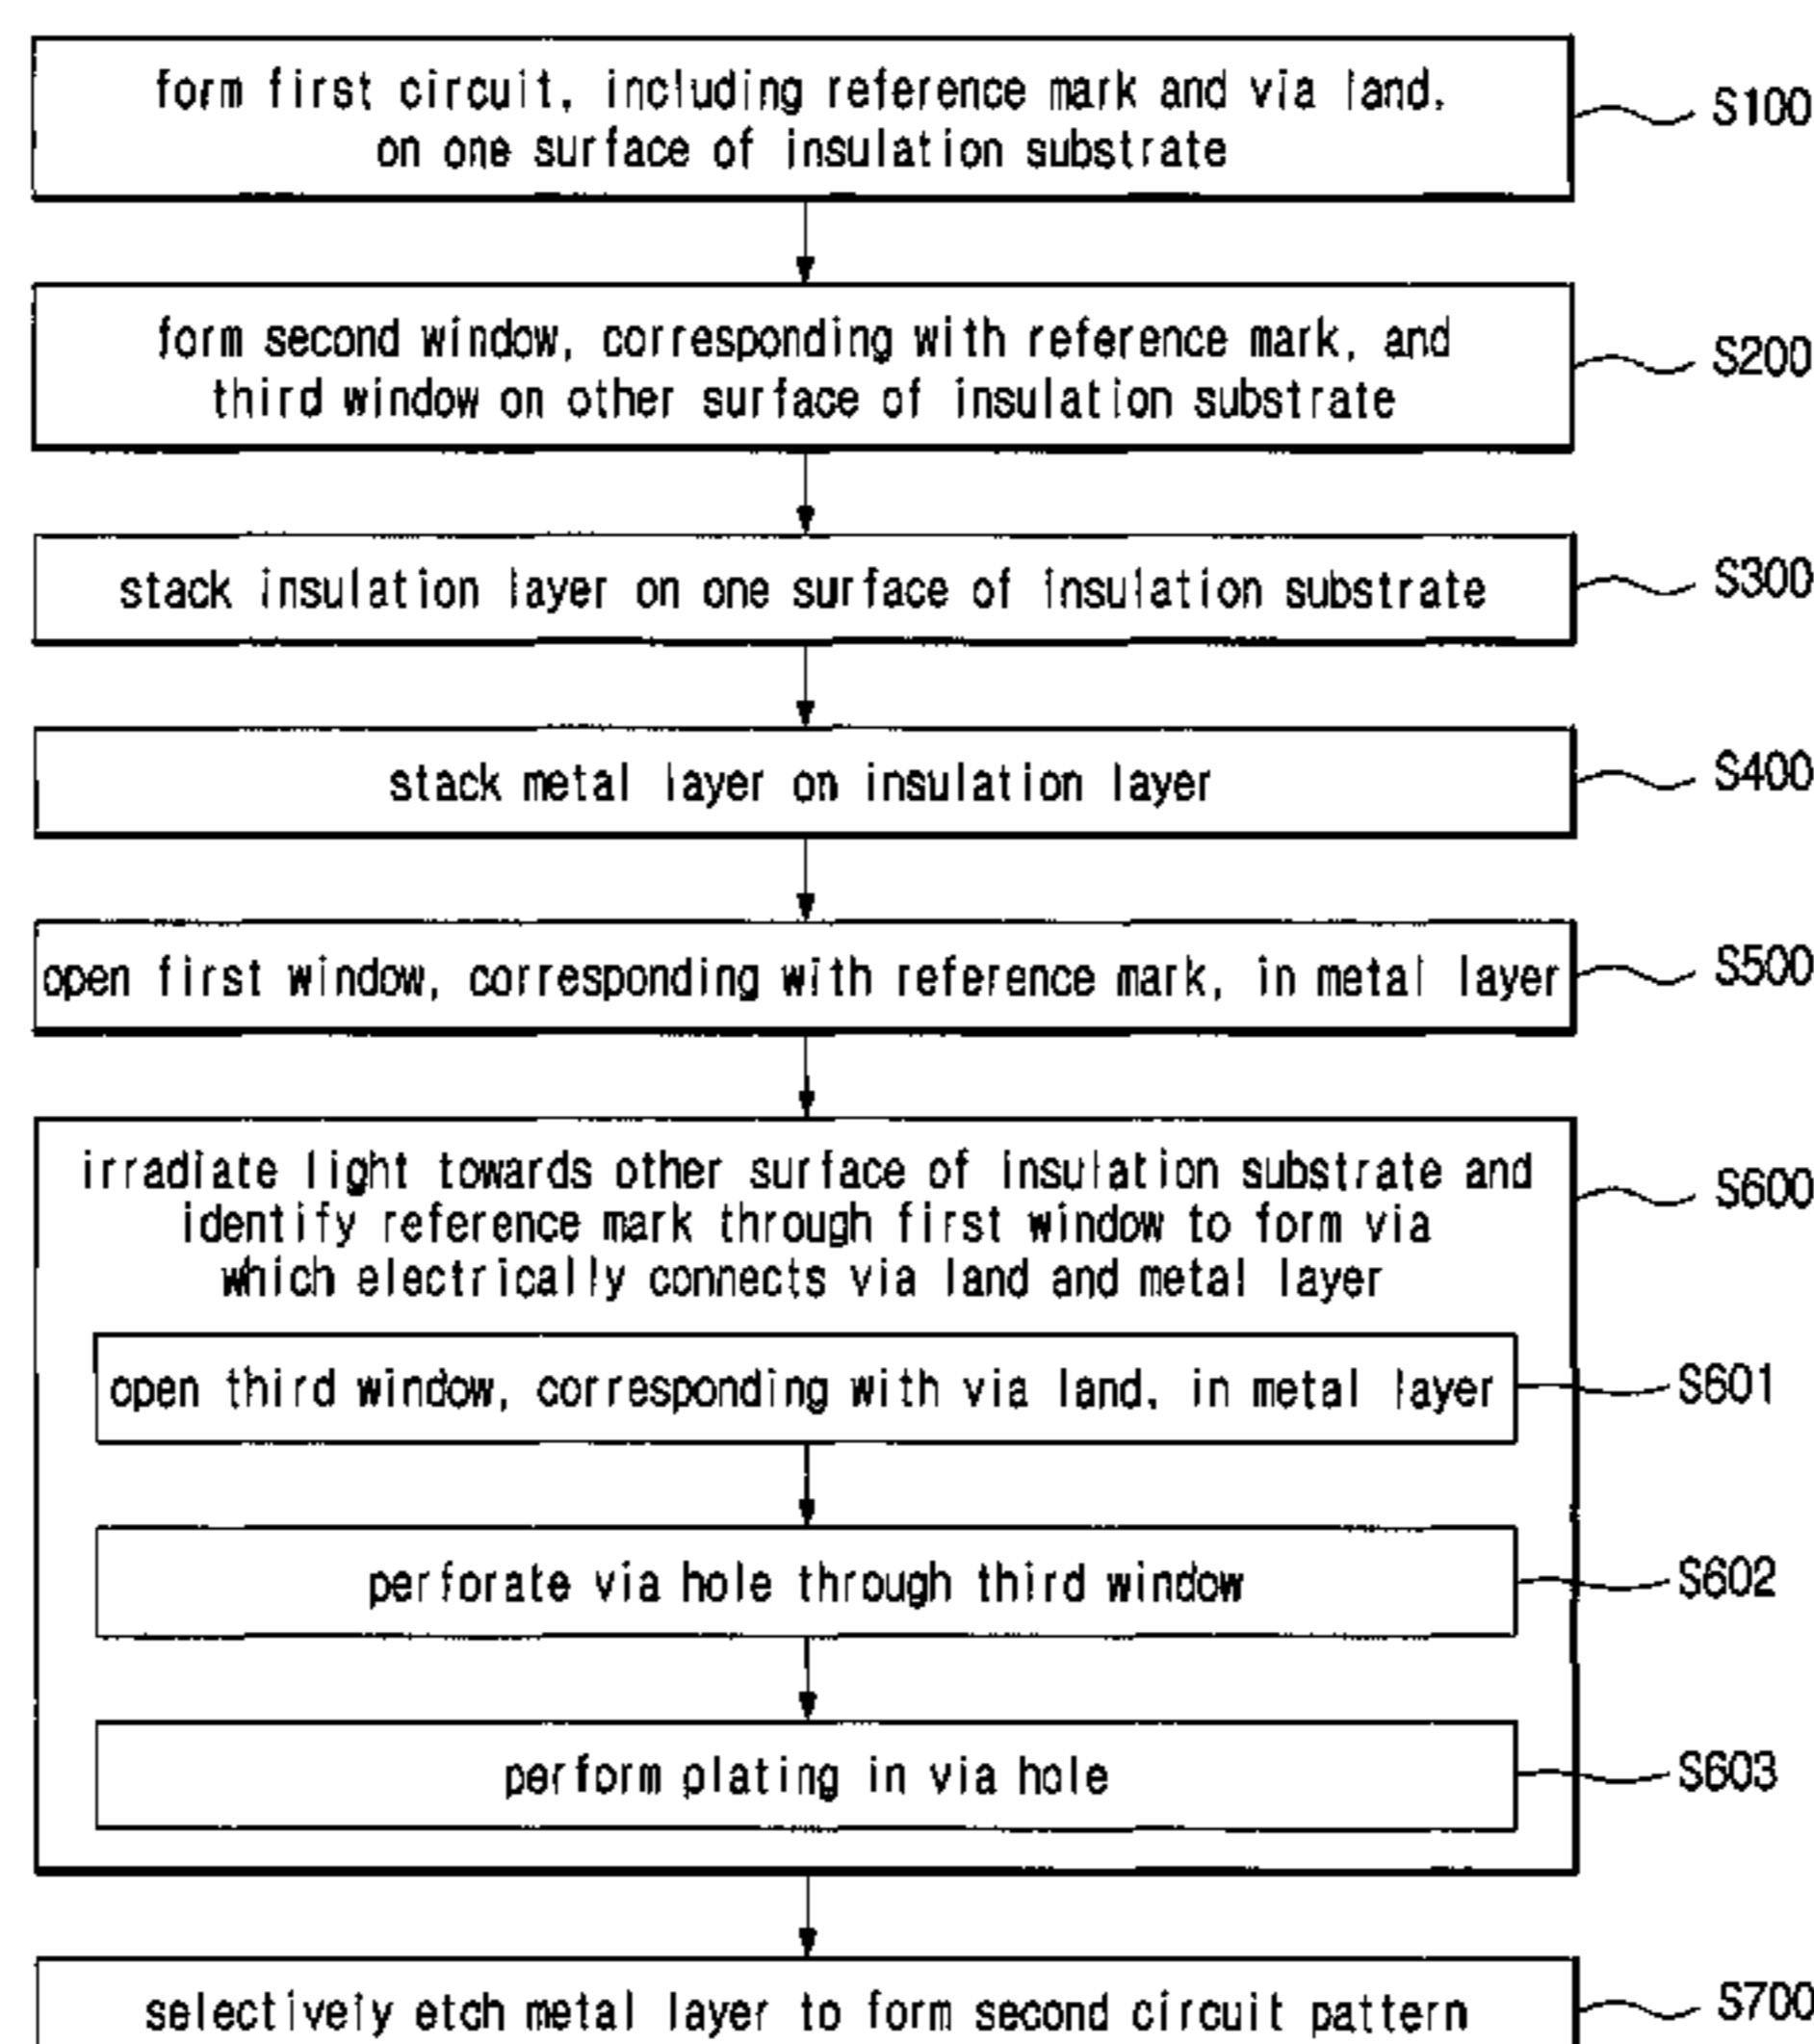 form first circuit, including reference mark and via land,
on one surface of insulation substrate
S100
form second window, corresponding with reference mark, and
third window on other surface of insulation substrate
S200
stack insulation layer on one surface of insulation substrate
S300
stack metal layer on insulation layer
S400
open first window, corresponding with reference mark, in metal layer
S500
irradiate light towards other surface of insulation substrate and
identify reference mark through first window to form via
which electrically connects via land and metal layer
S600
open third window, corresponding with via land, in metal layer
S601
perforate via hole through third window
S602
perform plating in via hole
S603
selectively etch metal layer to form second circuit pattern
S700